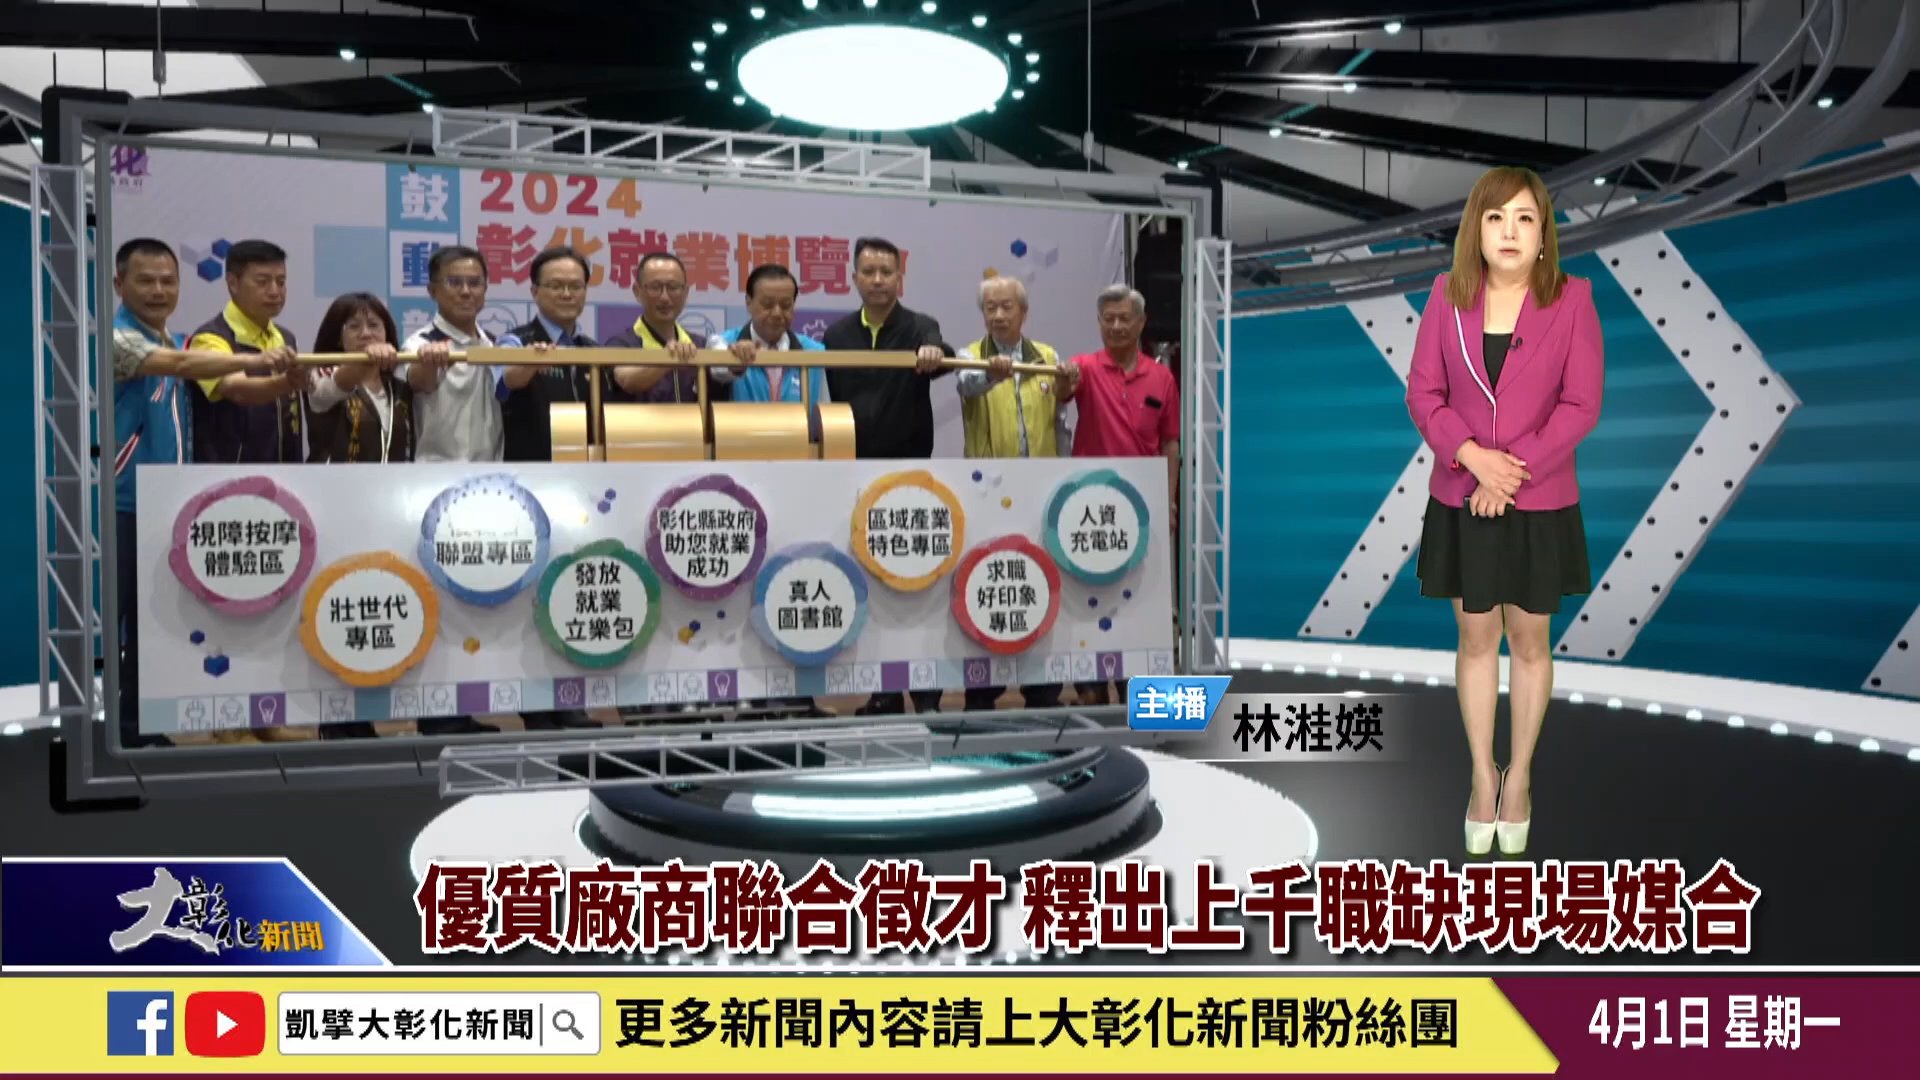 化
2024
彰化就業博覽會
鼓
動
視障按摩
體驗區
壯世代
專區
聯盟專區
發放
就業
立樂包
彰化縣政府
助您就業
成功
真人
圖書館
區域產業
特色專區
求職
好印象
專區
人資
充電站
主播
林溎媖
大彰化新聞
優質廠商聯合徵才 釋出上千職缺現場媒合
凱擘大彰化新聞
更多新聞內容請上大彰化新聞粉絲團
4月1日 星期一